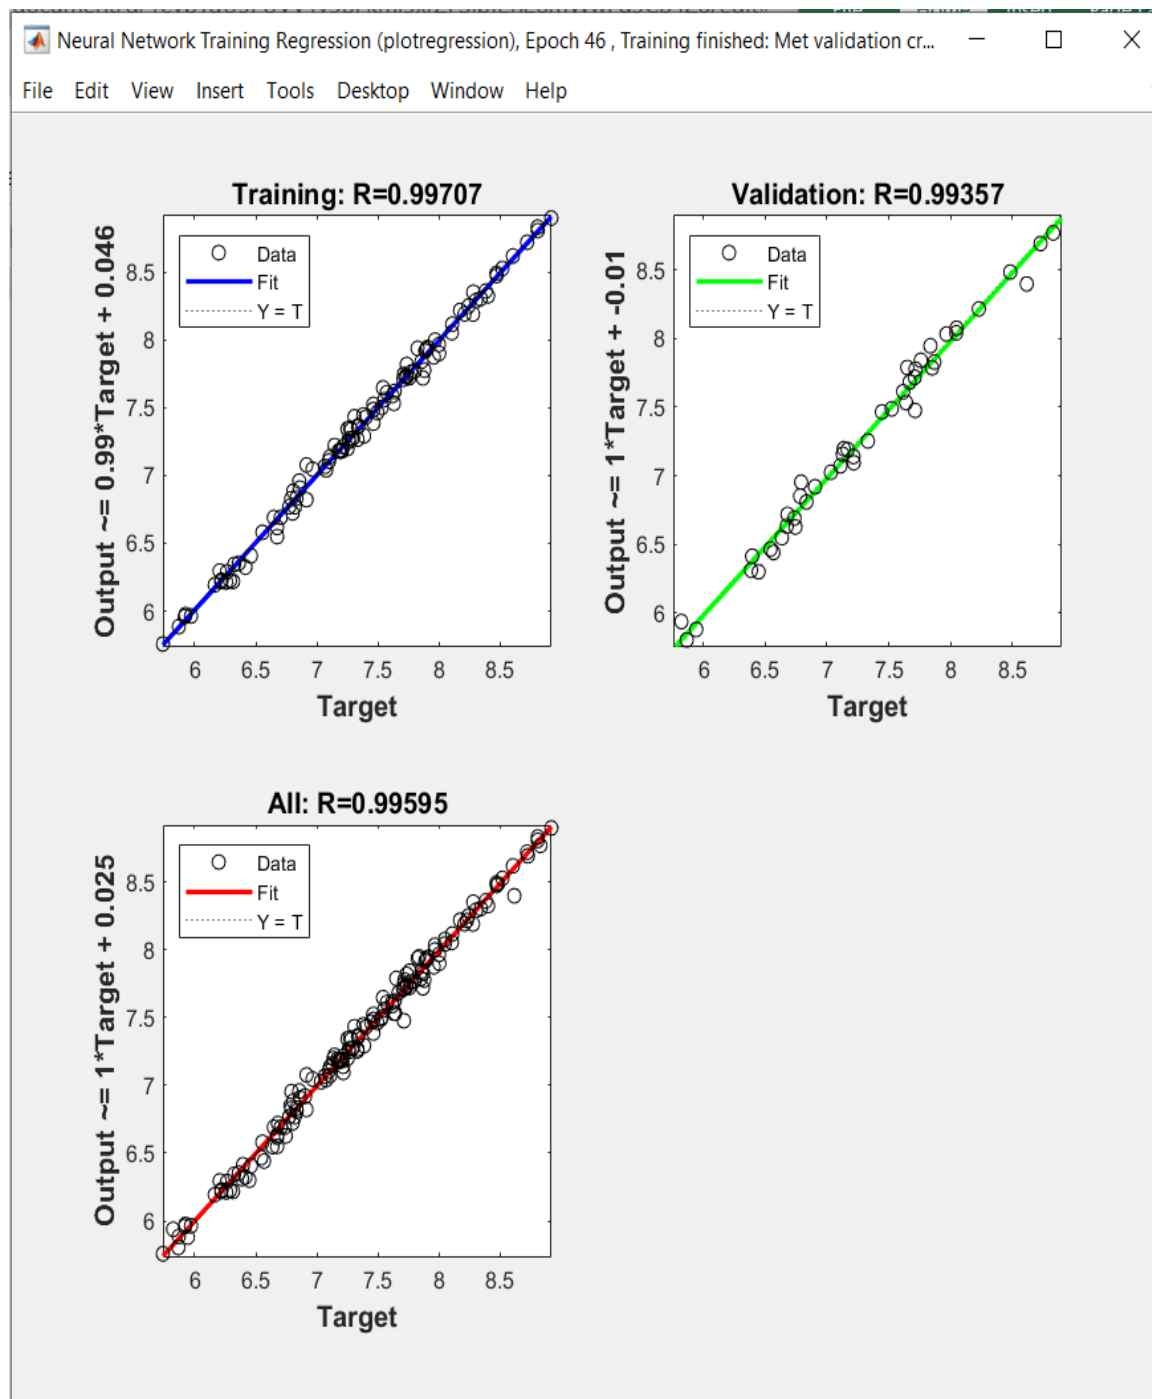 Neural Network Training Regression (plotregression), Epoch 46 , Training finished: Met validation cr...
File Edit View Insert Tools Desktop Window Help
Training: R=0.99707
Output ~= 0.99*Target + 0.046
Data
Fit
Y = T
8.5
8
7.5
7
6.5
6
6 6.5 7 7.5 8 8.5
Target
Validation: R=0.99357
Output ~= 1*Target + -0.01
Data
Fit
Y = T
8.5
8
7.5
7
6.5
6
6 6.5 7 7.5 8 8.5
Target
All: R=0.99595
Output ~= 1*Target + 0.025
Data
Fit
Y = T
8.5
8
7.5
7
6.5
6
6 6.5 7 7.5 8 8.5
Target